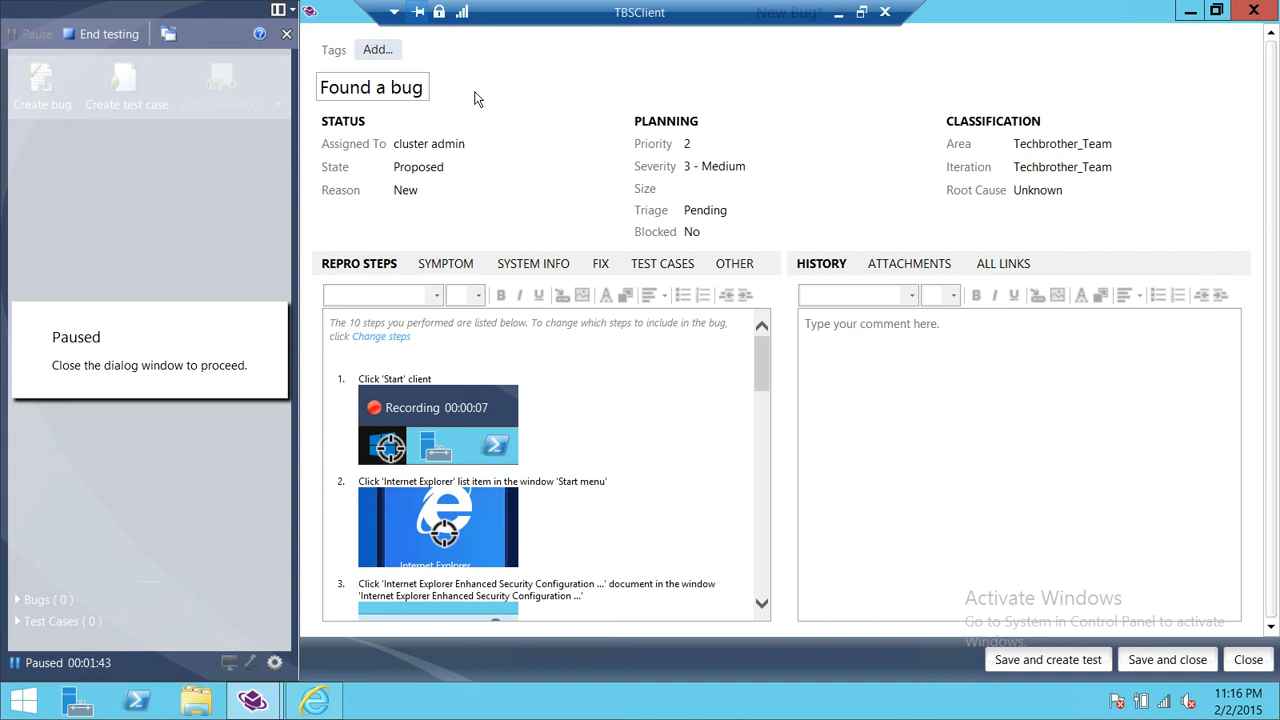 TBSClient
New Bug*
Pause
End testing
Create bug
Create test case
Add screenshot
Tags
Add...
Found a bug
STATUS
Assigned To cluster admin
State Proposed
Reason New
PLANNING
Priority 2
Severity 3 - Medium
Size
Triage Pending
Blocked No
CLASSIFICATION
Area Techbrother_Team
Iteration Techbrother_Team
Root Cause Unknown
REPRO STEPS SYMPTOM SYSTEM INFO FIX TEST CASES OTHER
The 10 steps you performed are listed below. To change which steps to include in the bug,
click Change steps
1. Click 'Start' client
Recording 00:00:07
2. Click 'Internet Explorer' list item in the window 'Start menu'
Internet Explorer
3. Click 'Internet Explorer Enhanced Security Configuration ...' document in the window
'Internet Explorer Enhanced Security Configuration ...'
HISTORY ATTACHMENTS ALL LINKS
Type your comment here.
Paused
Close the dialog window to proceed.
Bugs ( 0 )
Test Cases ( 0 )
Paused 00:01:43
Activate Windows
Go to System in Control Panel to activate
Windows.
Save and create test
Save and close
Close
11:16 PM
2/2/2015